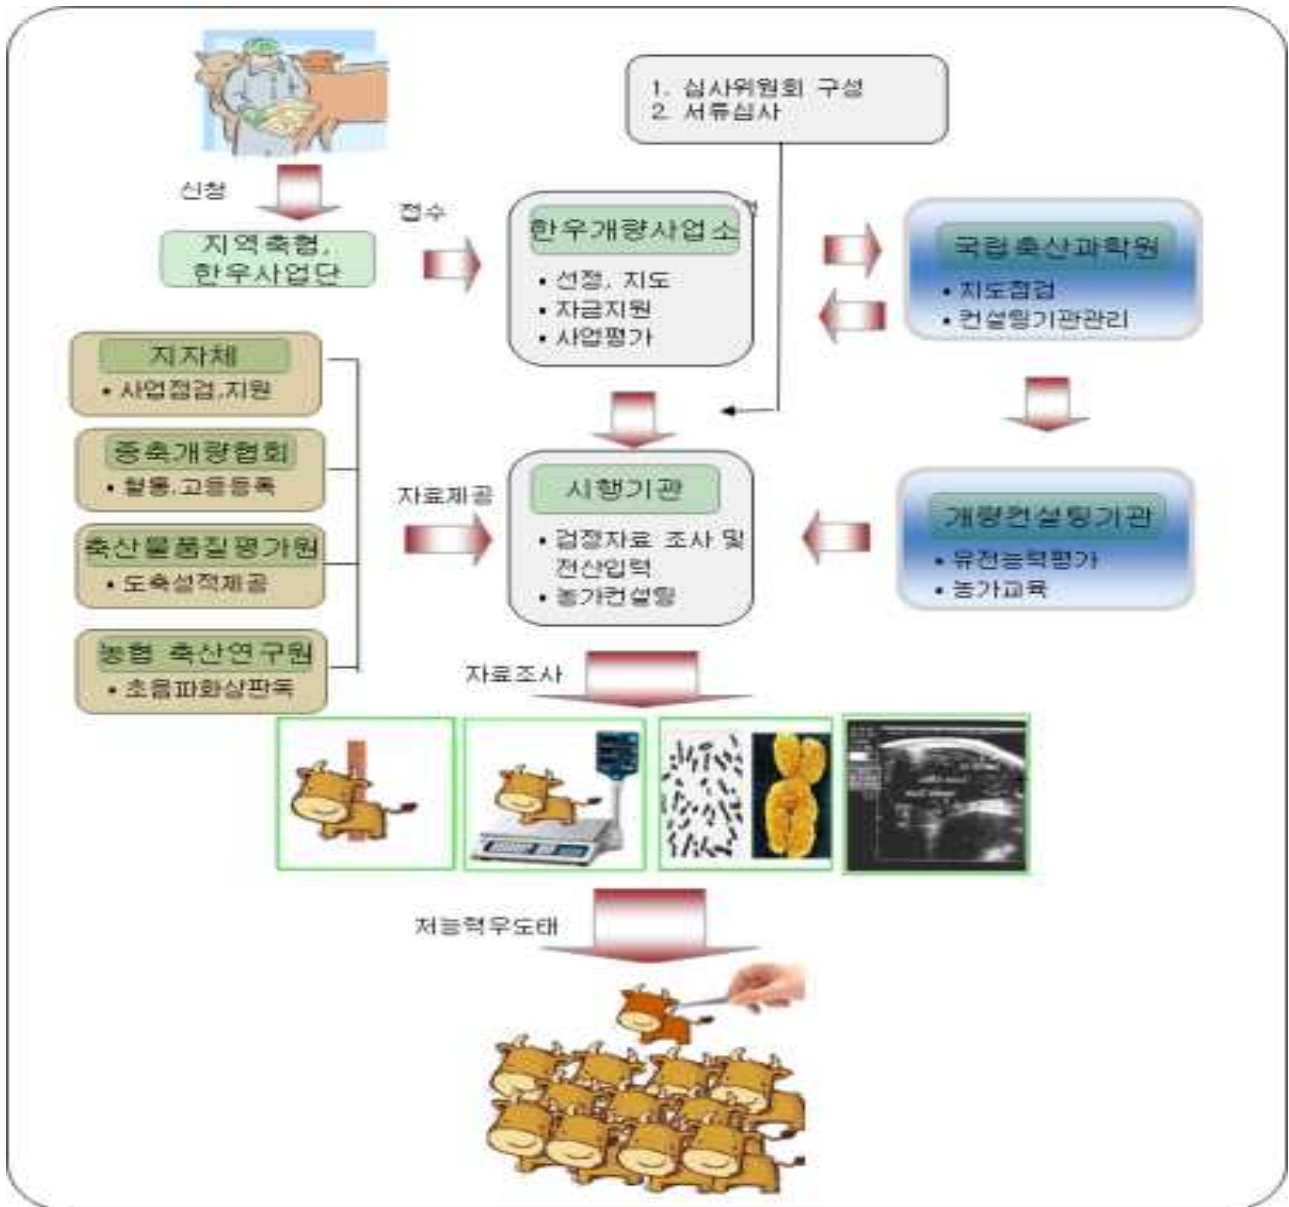 1. 심사위원회 구성
2. 서류심사
신청
접수
지역축협,
한우사업단
한우개량사업소
• 선정, 지도
• 자금지원
• 사업평가
국립축산과학원
• 지도점검
• 컨설팅기관관리
지자체
• 사업점검,지원
종축개량협회
• 혈통,고등등록
축산물품질평가원
• 도축성적제공
농협 축산연구원
• 초음파화상판독
자료제공
시행기관
• 검정자료 조사 및
전산입력
• 농가컨설팅
개량컨설팅기관
• 유전능력평가
• 농가교육
자료조사
저능력우도태